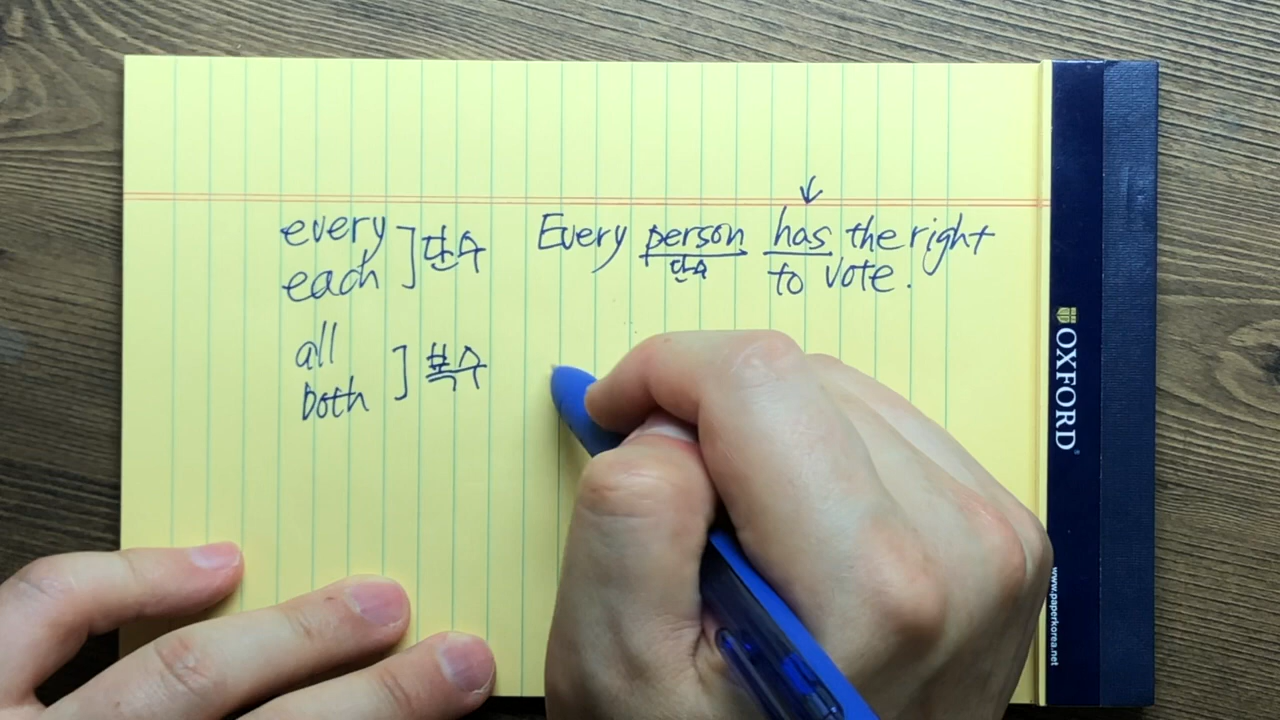 every
each
단수
all
both
복수
Every person has the right
단수
to vote.
OXFORD®
www.paperkorea.net